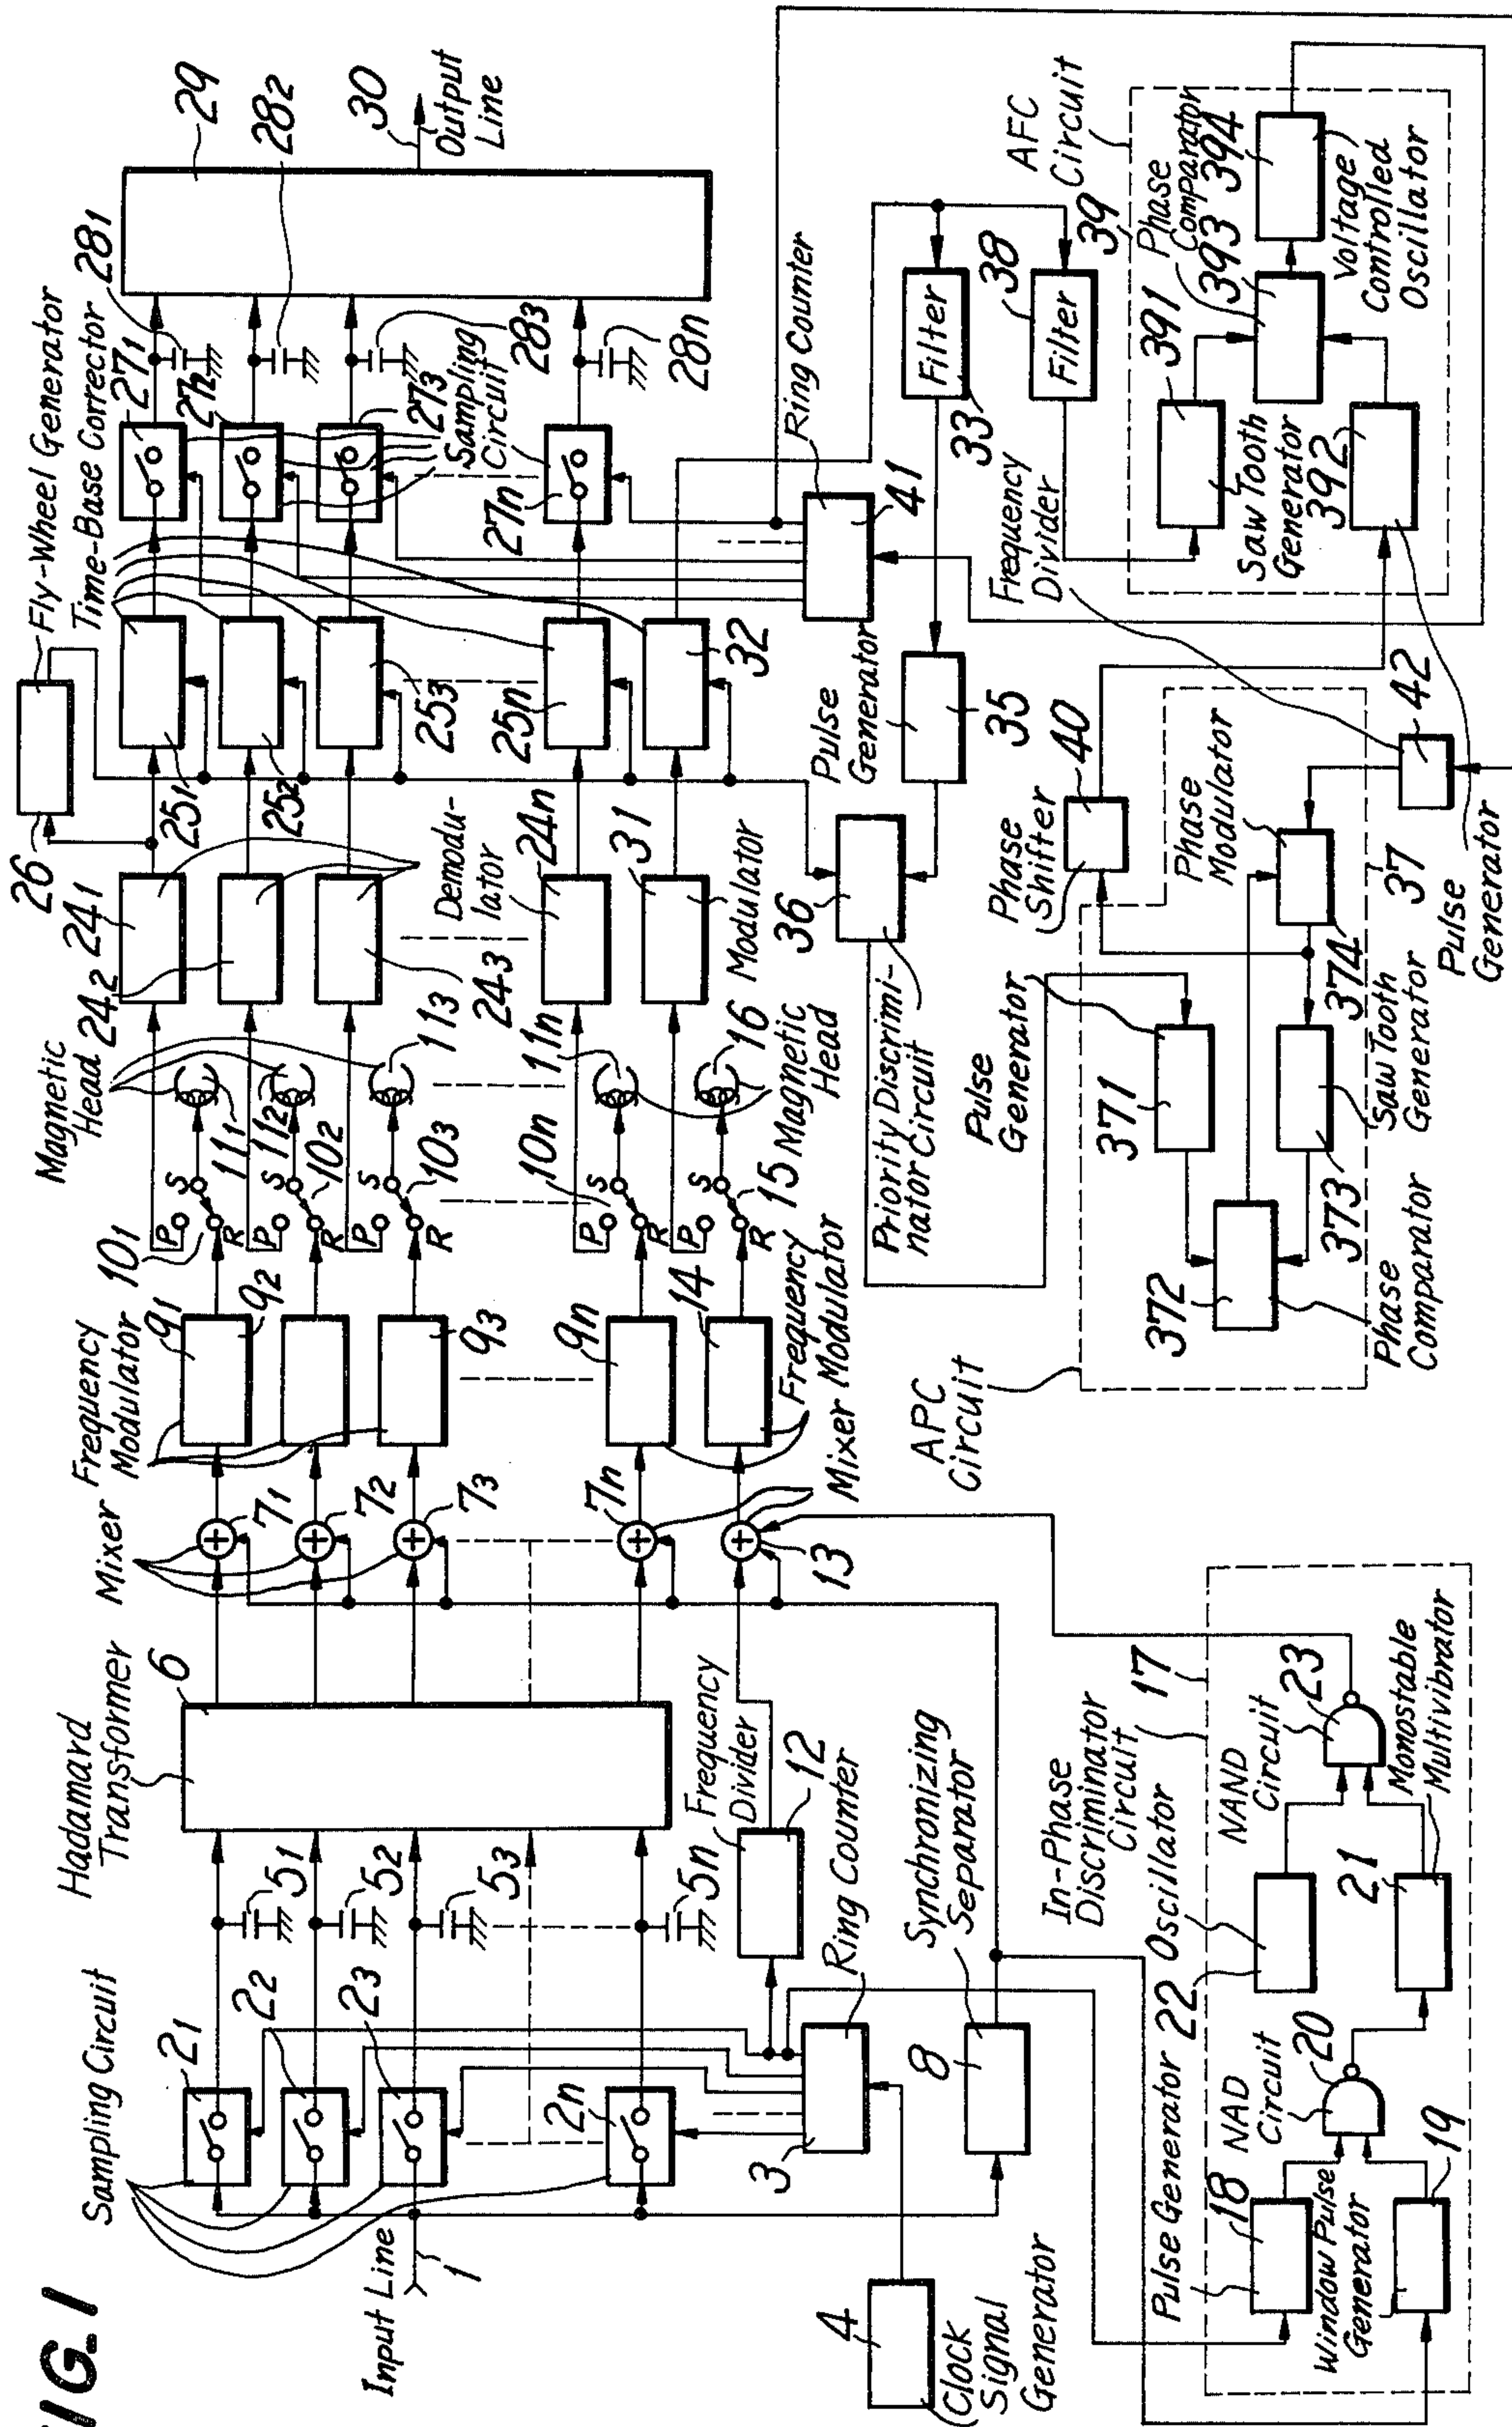 FIG. 1
Sampling Circuit
Hadamard
Transformer
Mixer
Frequency
Modulator
Magnetic
Head
Fly-Wheel Generator
Time-Base Corrector
21
22
23
2n
51
52
53
5n
6
71
72
73
7n
91
92
93
9n
101
102
103
10n
P
S
R
P
S
R
P
S
R
P
S
R
P
S
R
111
112
113
11n
241
242
243
24n
Demodu-
lator
251
252
253
25n
26
271
272
273
27n
Sampling
Circuit
281
282
283
28n
29
30
Output
Line
Input Line
1
Frequency
Divider
12
13
14
Frequency
Modulator
Mixer
15
16
Magnetic
Head
31
Modulator
32
Ring Counter
3
4
Clock
Signal
Generator
Synchronizing
Separator
8
In-Phase
Discriminator
Circuit
17
Pulse Generator
18
Window Pulse
Generator
19
NAD
Circuit
20
22
Oscillator
21
Momostable
Multivibrator
NAND
Circuit
23
Priority Discrimi-
nator Circuit
36
Pulse
Generator
35
Ring Counter
41
Filter
33
Filter
38
APC
Circuit
Pulse
Generator
371
372
Phase
Comparator
373
Saw Tooth
Generator
374
Phase
Modulator
37
Phase
Shifter
40
Frequency
Divider
42
Pulse
Generator
AFC
Circuit
39
391
Saw Tooth
Generator
392
Phase
Comparator
393
394
Voltage
Controlled
Oscillator